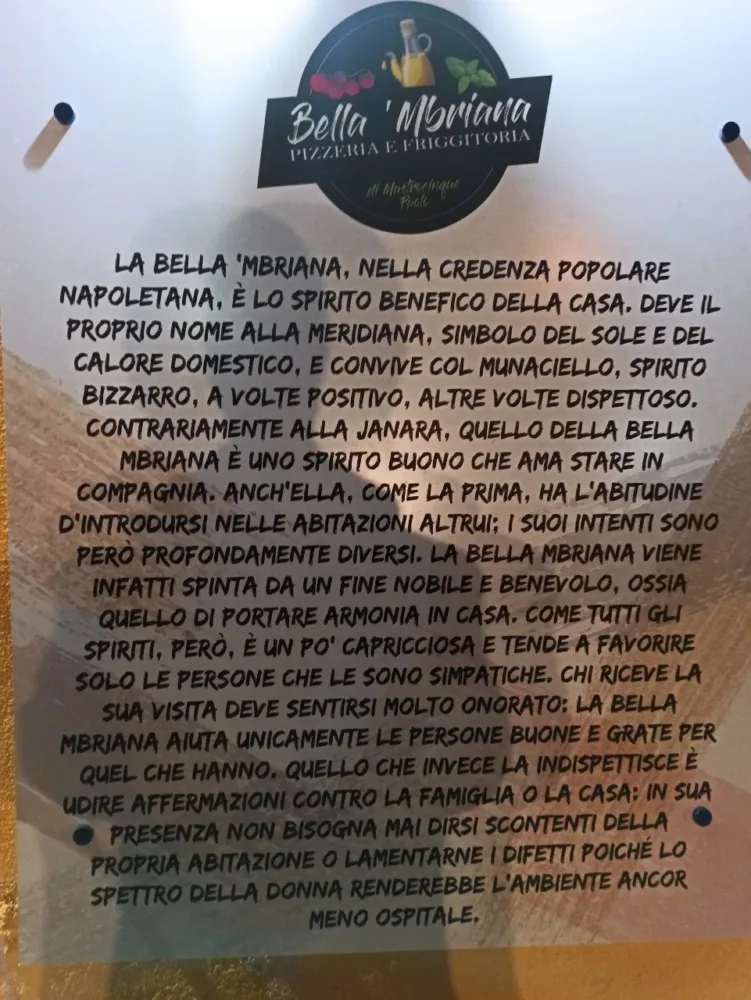 Bella 'Mbriana
PIZZERIA E FRIGGITORIA
di Mastrocinque
Paolo
LA BELLA 'MBRIANA, NELLA CREDENZA POPOLARE
NAPOLETANA, È LO SPIRITO BENEFICO DELLA CASA. DEVE IL
PROPRIO NOME ALLA MERIDIANA, SIMBOLO DEL SOLE E DEL
CALORE DOMESTICO, E CONVIVE COL MUNACIELLO, SPIRITO
BIZZARRO, A VOLTE POSITIVO, ALTRE VOLTE DISPETTOSO.
CONTRARIAMENTE ALLA JANARA, QUELLO DELLA BELLA
MBRIANA È UNO SPIRITO BUONO CHE AMA STARE IN
COMPAGNIA. ANCH'ELLA, COME LA PRIMA, HA L'ABITUDINE
D'INTRODURSI NELLE ABITAZIONI ALTRUI; I SUOI INTENTI SONO
PERÒ PROFONDAMENTE DIVERSI. LA BELLA MBRIANA VIENE
INFATTI SPINTA DA UN FINE NOBILE E BENEVOLO, OSSIA
QUELLO DI PORTARE ARMONIA IN CASA. COME TUTTI GLI
SPIRITI, PERÒ, È UN PO' CAPRICCIOSA E TENDE A FAVORIRE
SOLO LE PERSONE CHE LE SONO SIMPATICHE. CHI RICEVE LA
SUA VISITA DEVE SENTIRSI MOLTO ONORATO: LA BELLA
MBRIANA AIUTA UNICAMENTE LE PERSONE BUONE E GRATE PER
QUEL CHE HANNO. QUELLO CHE INVECE LA INDISPETTISCE È
UDIRE AFFERMAZIONI CONTRO LA FAMIGLIA O LA CASA: IN SUA
PRESENZA NON BISOGNA MAI DIRSI SCONTENTI DELLA
PROPRIA ABITAZIONE O LAMENTARNE I DIFETTI POICHÉ LO
SPETTRO DELLA DONNA RENDEREBBE L'AMBIENTE ANCOR
MENO OSPITALE.